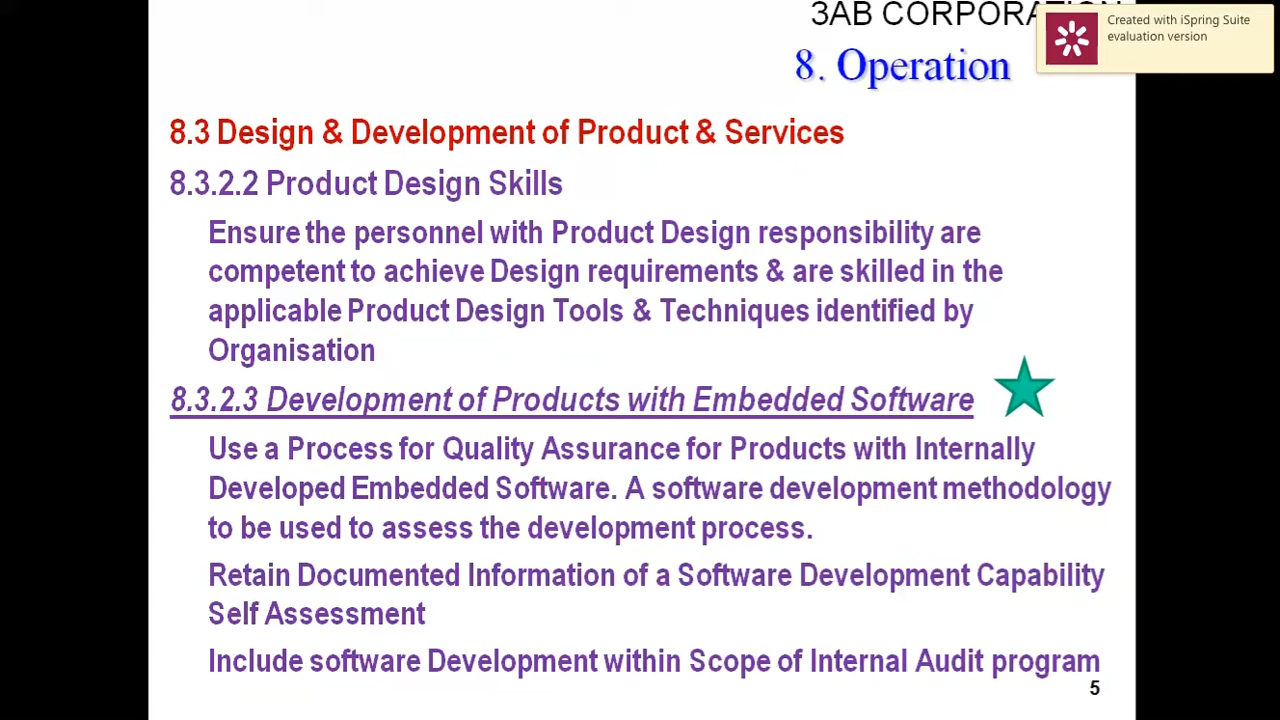 3AB CORPORATION
Created with iSpring Suite
evaluation version
8. Operation
8.3 Design & Development of Product & Services
8.3.2.2 Product Design Skills
Ensure the personnel with Product Design responsibility are
competent to achieve Design requirements & are skilled in the
applicable Product Design Tools & Techniques identified by
Organisation
8.3.2.3 Development of Products with Embedded Software
Use a Process for Quality Assurance for Products with Internally
Developed Embedded Software. A software development methodology
to be used to assess the development process.
Retain Documented Information of a Software Development Capability
Self Assessment
Include software Development within Scope of Internal Audit program
5